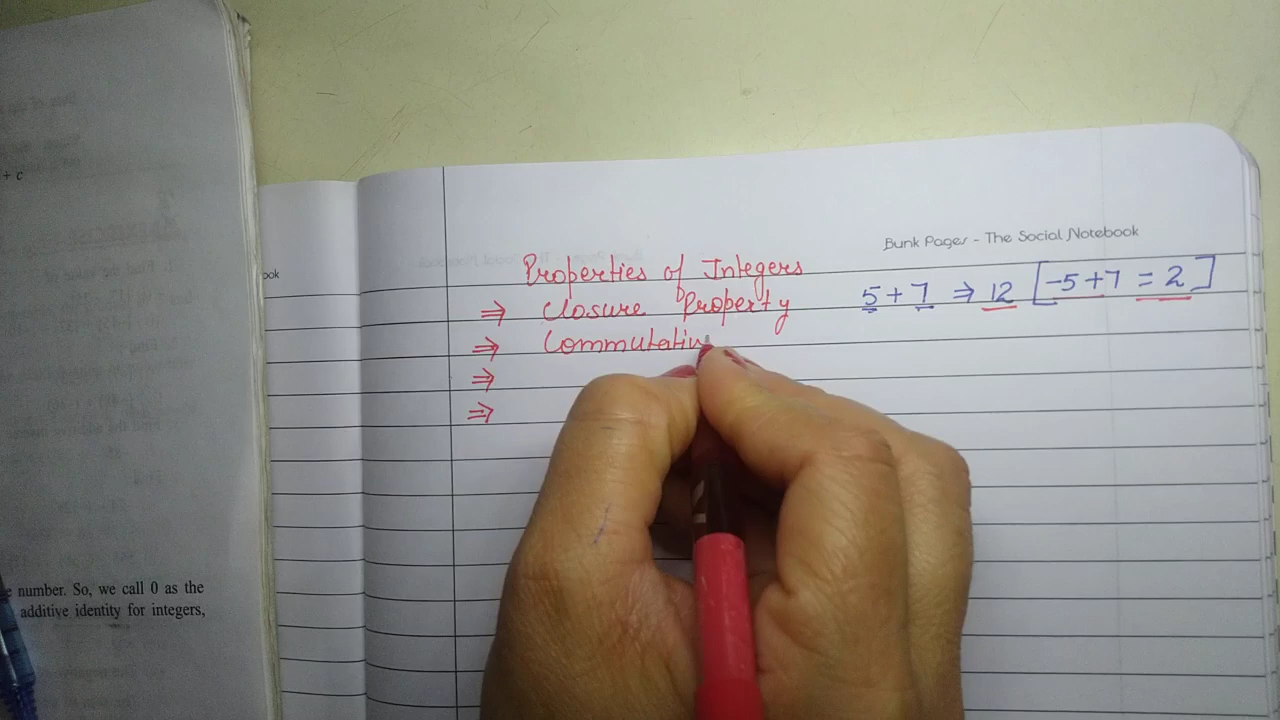 + c
number. So, we call 0 as the
additive identity for integers,
ook
Bunk Pages - The Social Notebook
Properties of Integers
⇒ Closure Property 5 + 7 ⇒ 12 [-5 + 7 = 2]
⇒ Commutativ
⇒
⇒